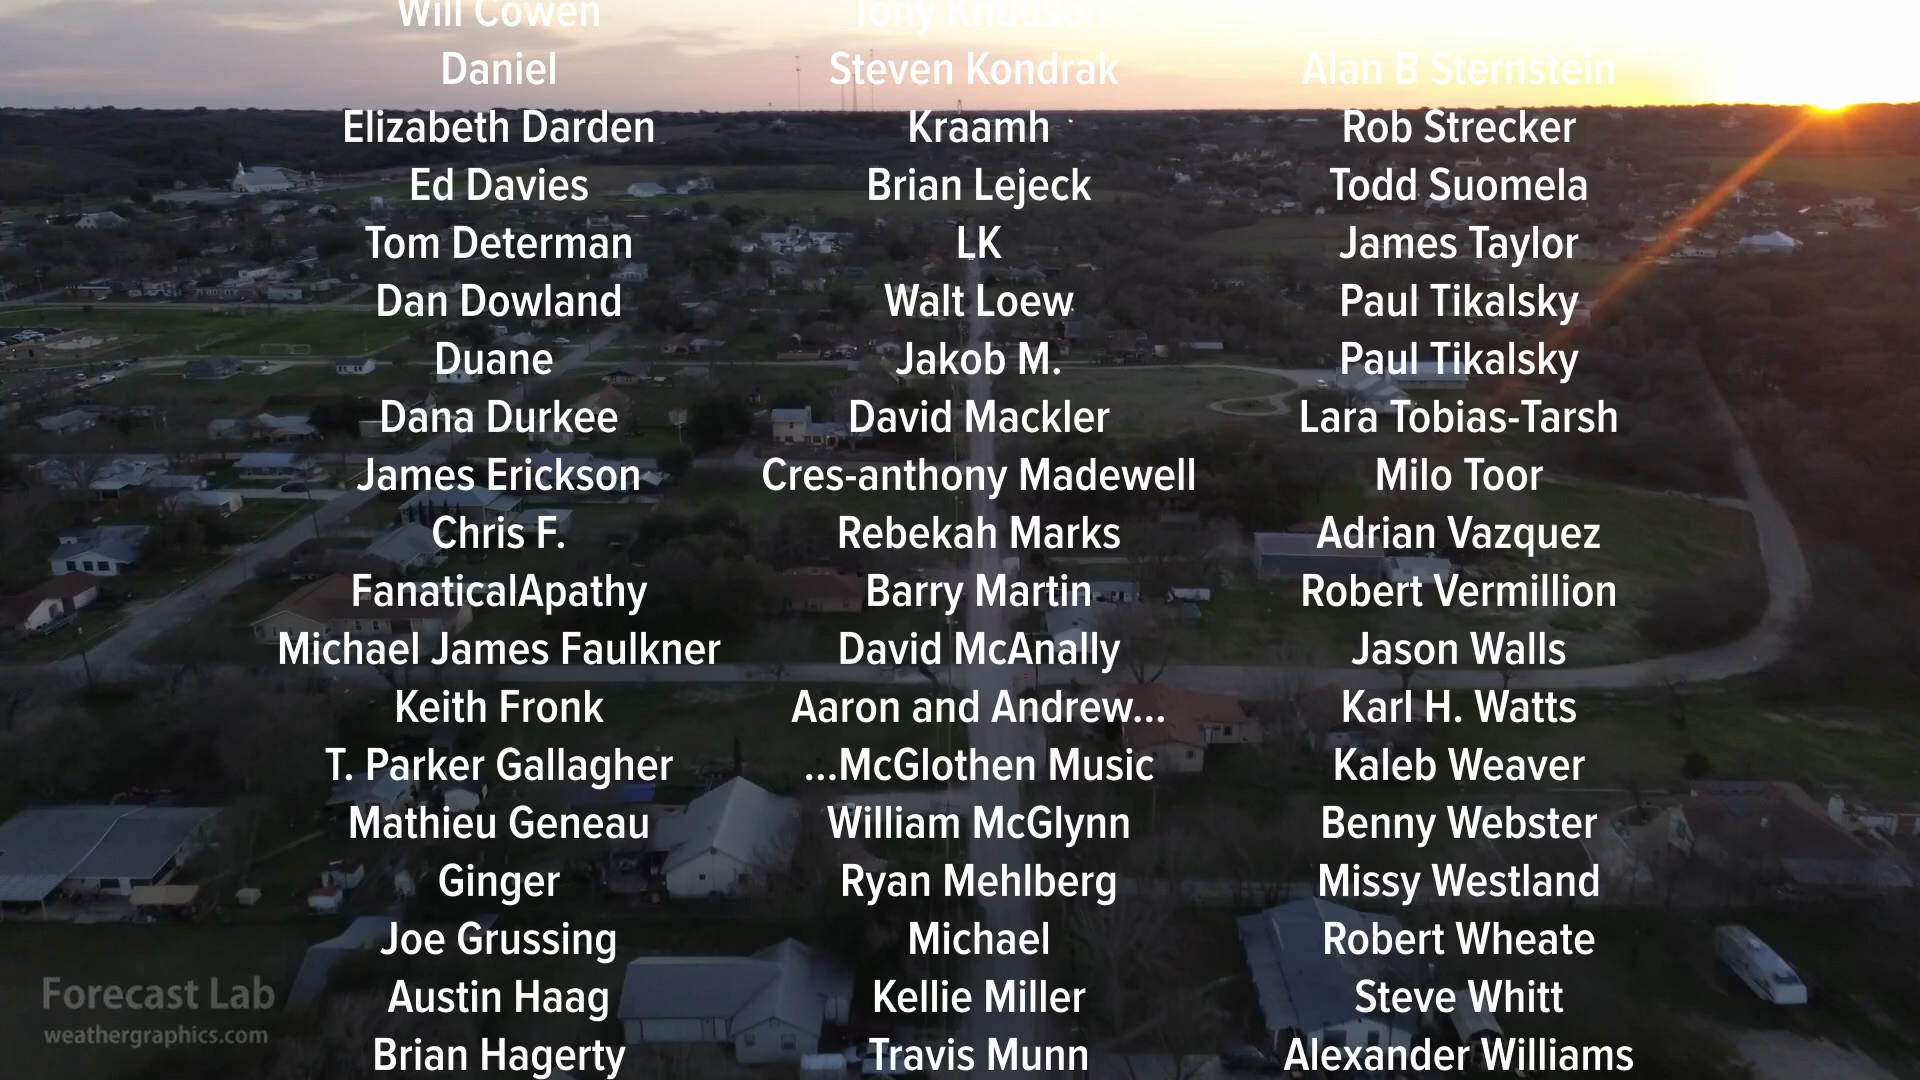 Will Cowen
Daniel
Elizabeth Darden
Ed Davies
Tom Determan
Dan Dowland
Duane
Dana Durkee
James Erickson
Chris F.
FanaticalApathy
Michael James Faulkner
Keith Fronk
T. Parker Gallagher
Mathieu Geneau
Ginger
Joe Grussing
Austin Haag
Brian Hagerty
Tony Knudson
Steven Kondrak
Kraamh
Brian Lejeck
LK
Walt Loew
Jakob M.
David Mackler
Cres-anthony Madewell
Rebekah Marks
Barry Martin
David McAnally
Aaron and Andrew...
...McGlothen Music
William McGlynn
Ryan Mehlberg
Michael
Kellie Miller
Travis Munn
Alan B Sternstein
Rob Strecker
Todd Suomela
James Taylor
Paul Tikalsky
Paul Tikalsky
Lara Tobias-Tarsh
Milo Toor
Adrian Vazquez
Robert Vermillion
Jason Walls
Karl H. Watts
Kaleb Weaver
Benny Webster
Missy Westland
Robert Wheate
Steve Whitt
Alexander Williams
Forecast Lab
weathergraphics.com